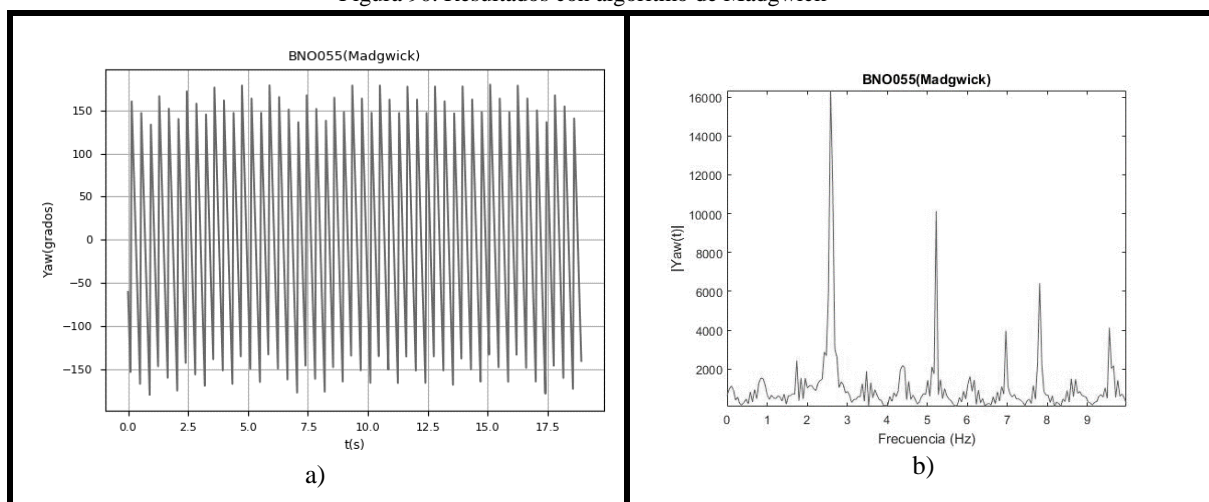 BNO055(Madgwick)
150
100
50
0
−50
−100
−150
Yaw(grados)
0.0 2.5 5.0 7.5 10.0 12.5 15.0 17.5
t(s)
a)
BNO055(Madgwick)
16000
14000
12000
10000
8000
6000
4000
2000
|Yaw(t)|
0 1 2 3 4 5 6 7 8 9
Frecuencia (Hz)
b)